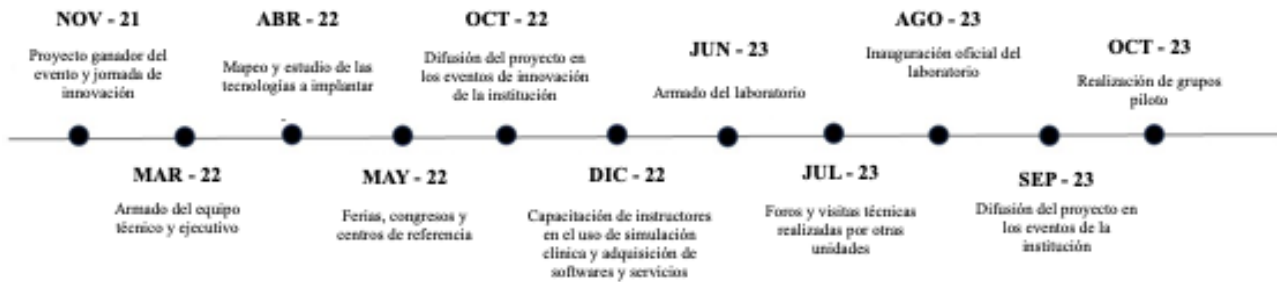 NOV - 21
Proyecto ganador del
evento y jornada de
innovación
MAR - 22
Armado del equipo
técnico y ejecutivo
ABR - 22
Mapeo y estudio de las
tecnologías a implantar
MAY - 22
Ferias, congresos y
centros de referencia
OCT - 22
Difusión del proyecto en
los eventos de innovación
de la institución
DIC - 22
Capacitación de instructores
en el uso de simulación
clínica y adquisición de
softwares y servicios
JUN - 23
Armado del laboratorio
JUL - 23
Foros y visitas técnicas
realizadas por otras
unidades
AGO - 23
Inauguración oficial del
laboratorio
SEP - 23
Difusión del proyecto en
los eventos de la
institución
OCT - 23
Realización de grupos
piloto